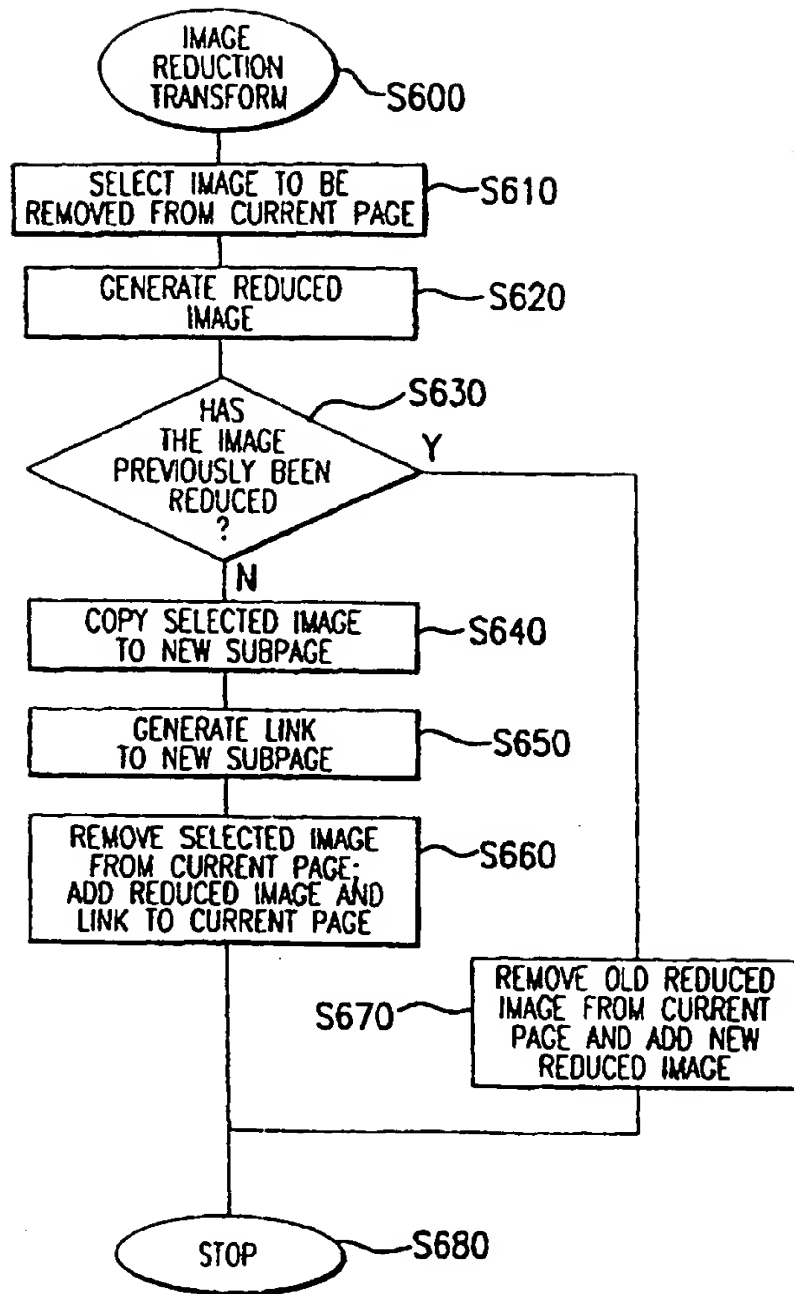 IMAGE
REDUCTION
TRANSFORM
S600
SELECT IMAGE TO BE
REMOVED FROM CURRENT PAGE
S610
GENERATE REDUCED
IMAGE
S620
HAS
THE IMAGE
PREVIOUSLY BEEN
REDUCED
?
S630
Y
N
COPY SELECTED IMAGE
TO NEW SUBPAGE
S640
GENERATE LINK
TO NEW SUBPAGE
S650
REMOVE SELECTED IMAGE
FROM CURRENT PAGE;
ADD REDUCED IMAGE AND
LINK TO CURRENT PAGE
S660
REMOVE OLD REDUCED
IMAGE FROM CURRENT
PAGE AND ADD NEW
REDUCED IMAGE
S670
STOP
S680